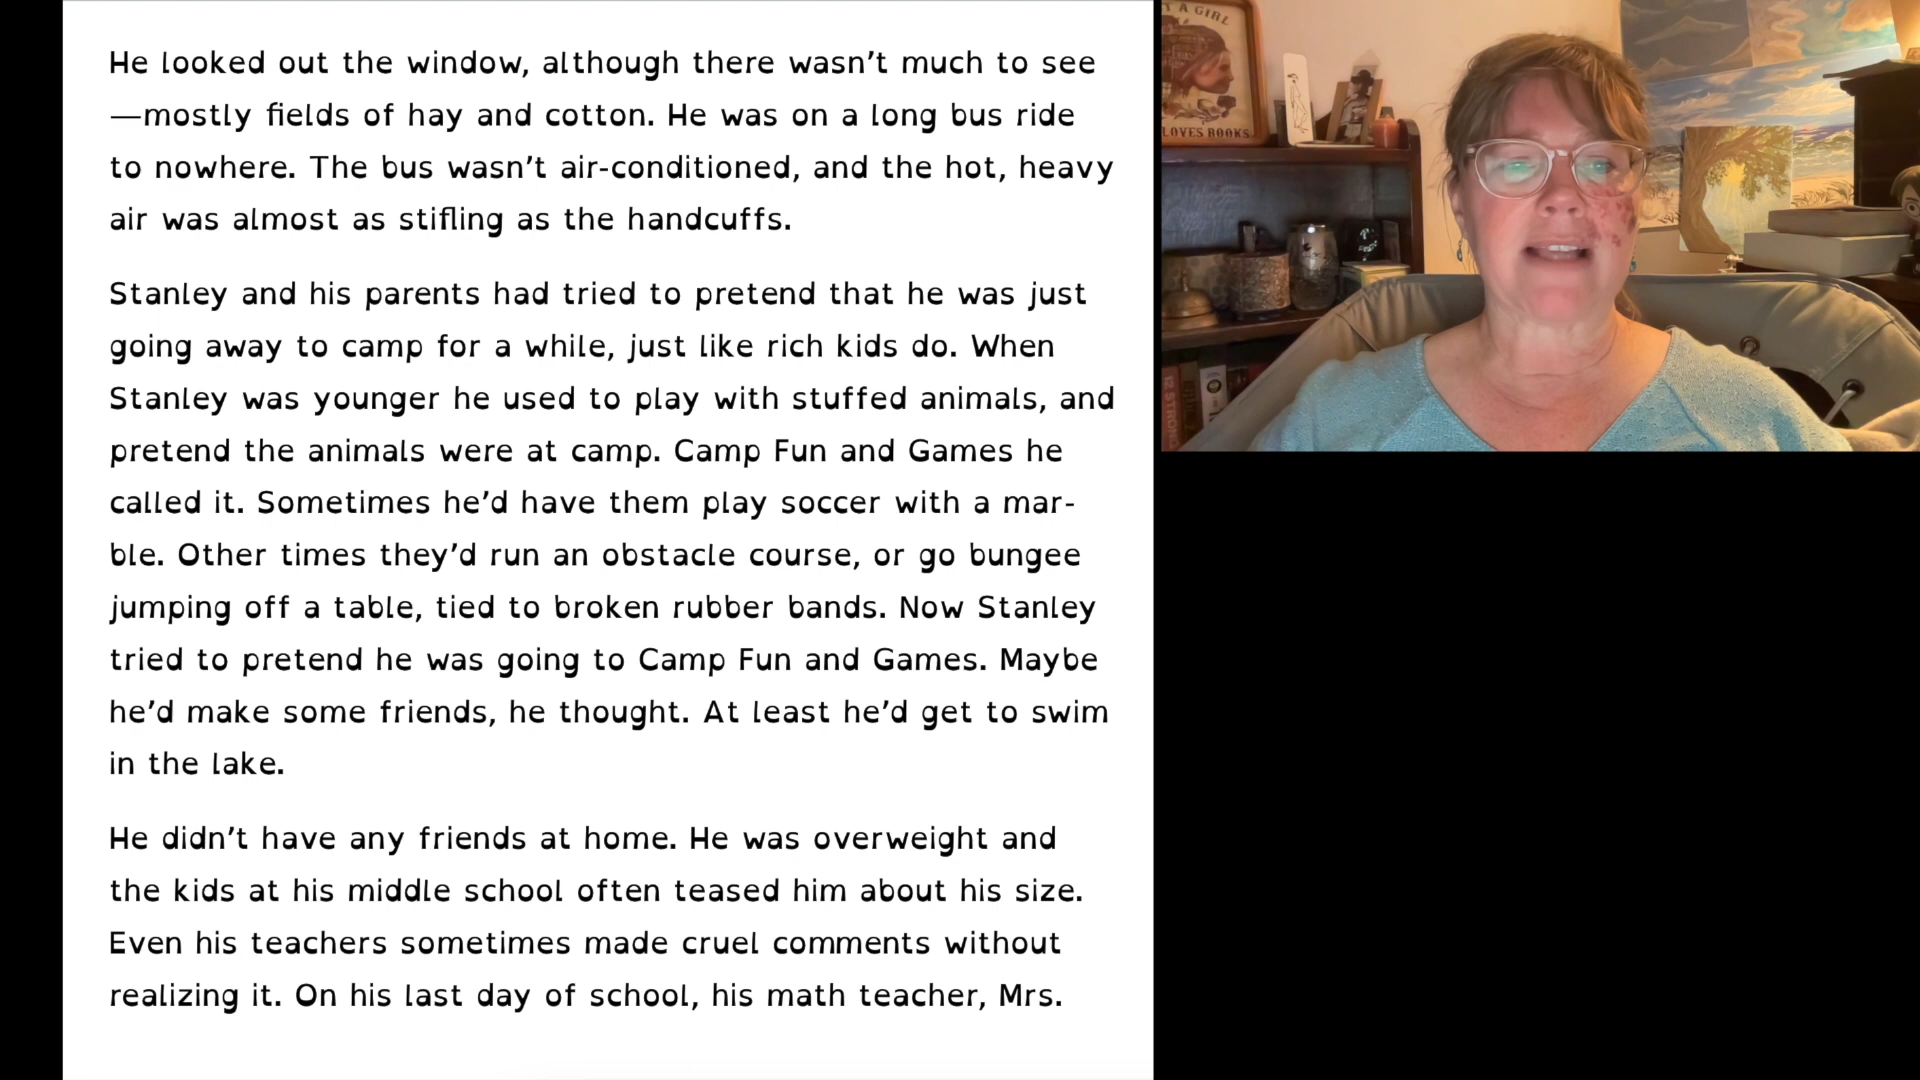 He looked out the window, although there wasn’t much to see
—mostly fields of hay and cotton. He was on a long bus ride
to nowhere. The bus wasn’t air-conditioned, and the hot, heavy
air was almost as stifling as the handcuffs.
Stanley and his parents had tried to pretend that he was just
going away to camp for a while, just like rich kids do. When
Stanley was younger he used to play with stuffed animals, and
pretend the animals were at camp. Camp Fun and Games he
called it. Sometimes he’d have them play soccer with a mar-
ble. Other times they’d run an obstacle course, or go bungee
jumping off a table, tied to broken rubber bands. Now Stanley
tried to pretend he was going to Camp Fun and Games. Maybe
he’d make some friends, he thought. At least he’d get to swim
in the lake.
He didn’t have any friends at home. He was overweight and
the kids at his middle school often teased him about his size.
Even his teachers sometimes made cruel comments without
realizing it. On his last day of school, his math teacher, Mrs.
A GIRL
LOVES BOOKS
12 STRONG